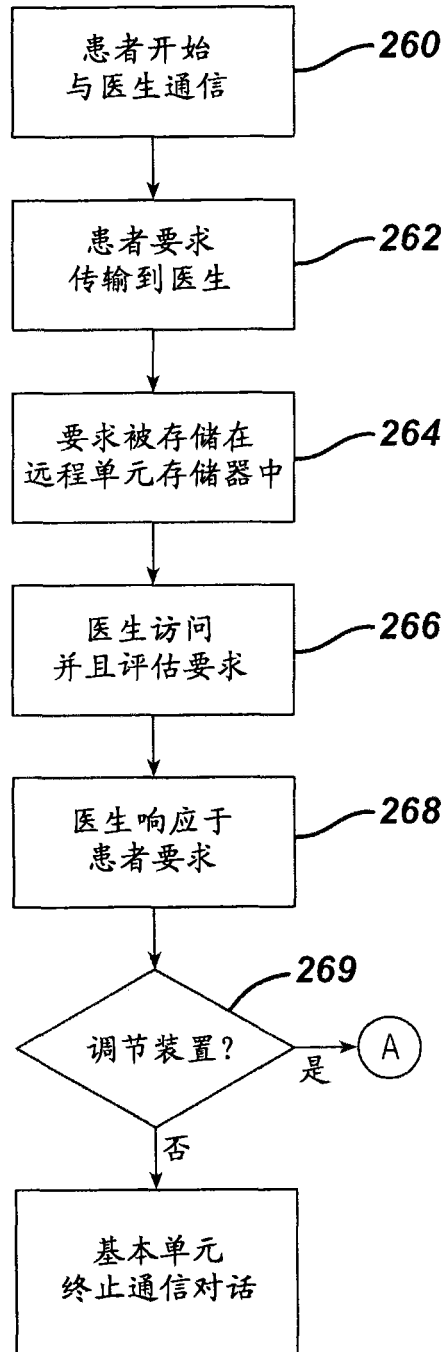 患者开始
与医生通信
260
患者要求
传输到医生
262
要求被存储在
远程单元存储器中
264
医生访问
并且评估要求
266
医生响应于
患者要求
268
269
调节装置?
是
A
否
基本单元
终止通信对话